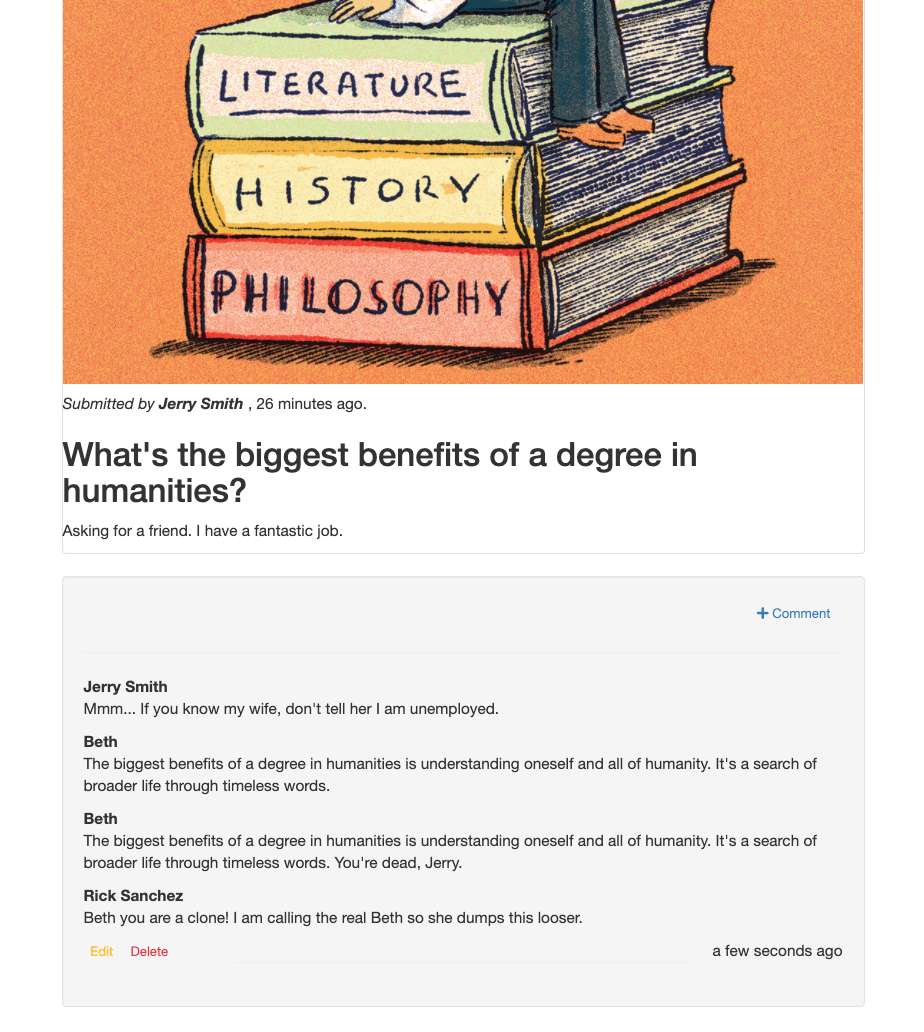 LITERATURE
HISTORY
PHILOSOPHY
Submitted by Jerry Smith , 26 minutes ago.
What's the biggest benefits of a degree in
humanities?
Asking for a friend. I have a fantastic job.
+ Comment
Jerry Smith
Mmm... If you know my wife, don't tell her I am unemployed.
Beth
The biggest benefits of a degree in humanities is understanding oneself and all of humanity. It's a search of
broader life through timeless words.
Beth
The biggest benefits of a degree in humanities is understanding oneself and all of humanity. It's a search of
broader life through timeless words. You're dead, Jerry.
Rick Sanchez
Beth you are a clone! I am calling the real Beth so she dumps this looser.
Edit Delete a few seconds ago